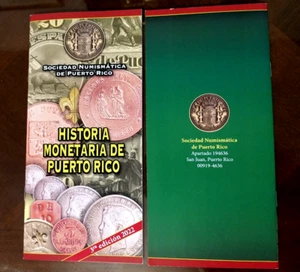 SOCIEDAD NUMISMÁTICA
DE PUERTO RICO
HISTORIA
MONETARIA DE
PUERTO RICO
3ª edición 2022
Sociedad Numismática
de Puerto Rico
Apartado 194636
San Juan, Puerto Rico
00919-4636